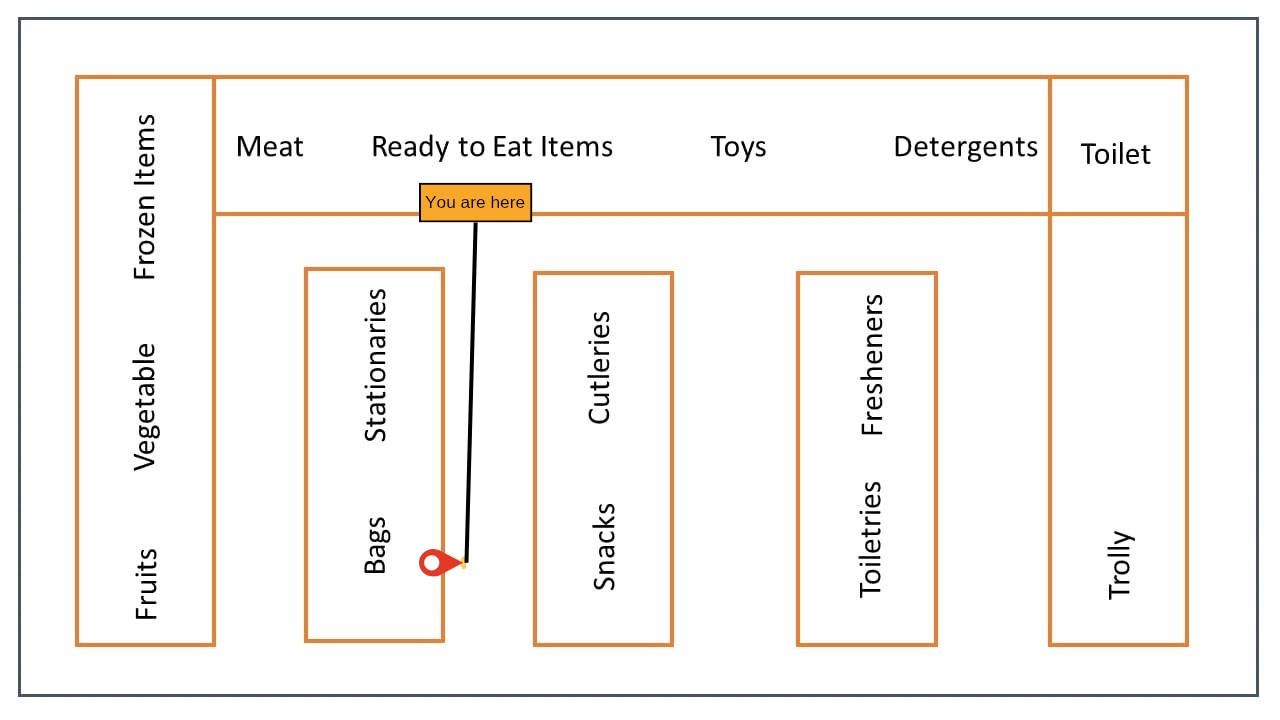 Meat
Ready to Eat Items
Toys
Detergents
Toilet
You are here
Frozen Items
Vegetable
Fruits
Stationaries
Bags
Cutleries
Snacks
Fresheners
Toiletries
Trolly